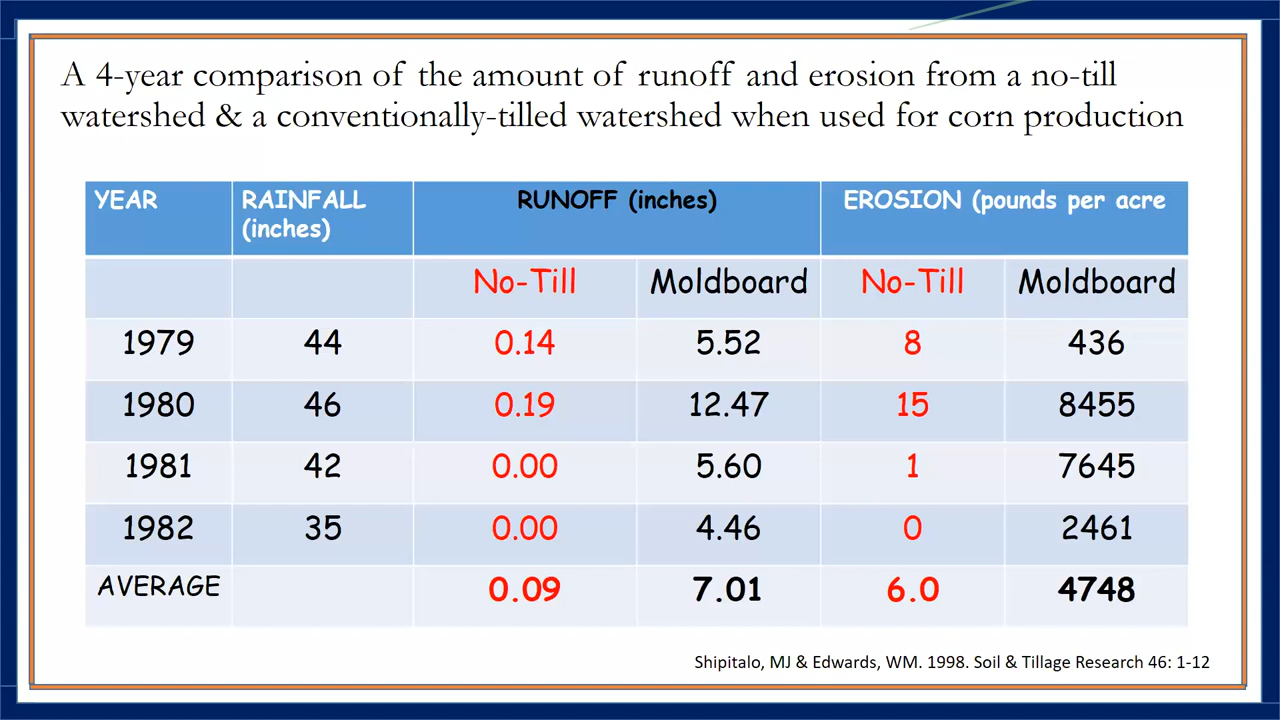 A 4-year comparison of the amount of runoff and erosion from a no-till
watershed & a conventionally-tilled watershed when used for corn production
YEAR RAINFALL (inches) RUNOFF (inches) EROSION (pounds per acre
No-Till Moldboard No-Till Moldboard
1979 44 0.14 5.52 8 436
1980 46 0.19 12.47 15 8455
1981 42 0.00 5.60 1 7645
1982 35 0.00 4.46 0 2461
AVERAGE 0.09 7.01 6.0 4748
Shipitalo, MJ & Edwards, WM. 1998. Soil & Tillage Research 46: 1-12